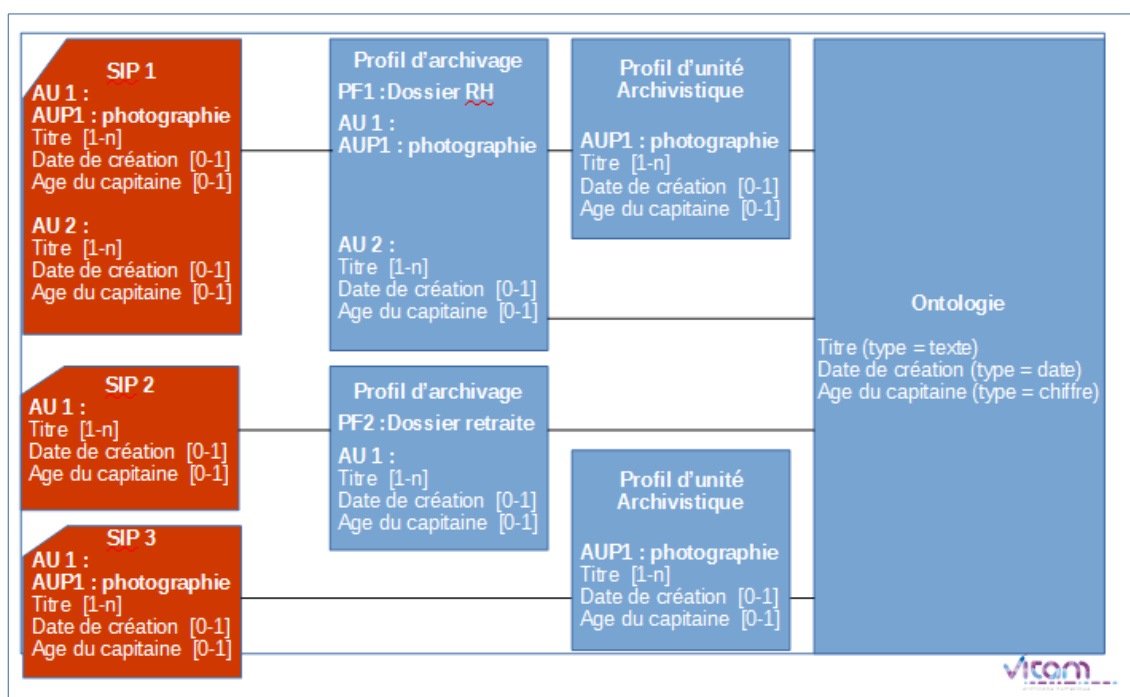 SIP 1
AU 1 :
AUP1 : photographie
Titre [1-n]
Date de création [0-1]
Age du capitaine [0-1]
AU 2 :
Titre [1-n]
Date de création [0-1]
Age du capitaine [0-1]
Profil d'archivage
PF1 :Dossier RH
AU 1 :
AUP1 : photographie
AU 2 :
Titre [1-n]
Date de création [0-1]
Age du capitaine [0-1]
Profil d'unité
Archivistique
AUP1 : photographie
Titre [1-n]
Date de création [0-1]
Age du capitaine [0-1]
Ontologie
Titre (type = texte)
Date de création (type = date)
Age du capitaine (type = chiffre)
SIP 2
AU 1 :
Titre [1-n]
Date de création [0-1]
Age du capitaine [0-1]
Profil d'archivage
PF2 :Dossier retraite
AU 1 :
Titre [1-n]
Date de création [0-1]
Age du capitaine [0-1]
SIP 3
AU 1 :
AUP1 : photographie
Titre [1-n]
Date de création [0-1]
Age du capitaine [0-1]
Profil d'unité
Archivistique
AUP1 : photographie
Titre [1-n]
Date de création [0-1]
Age du capitaine [0-1]
vitam